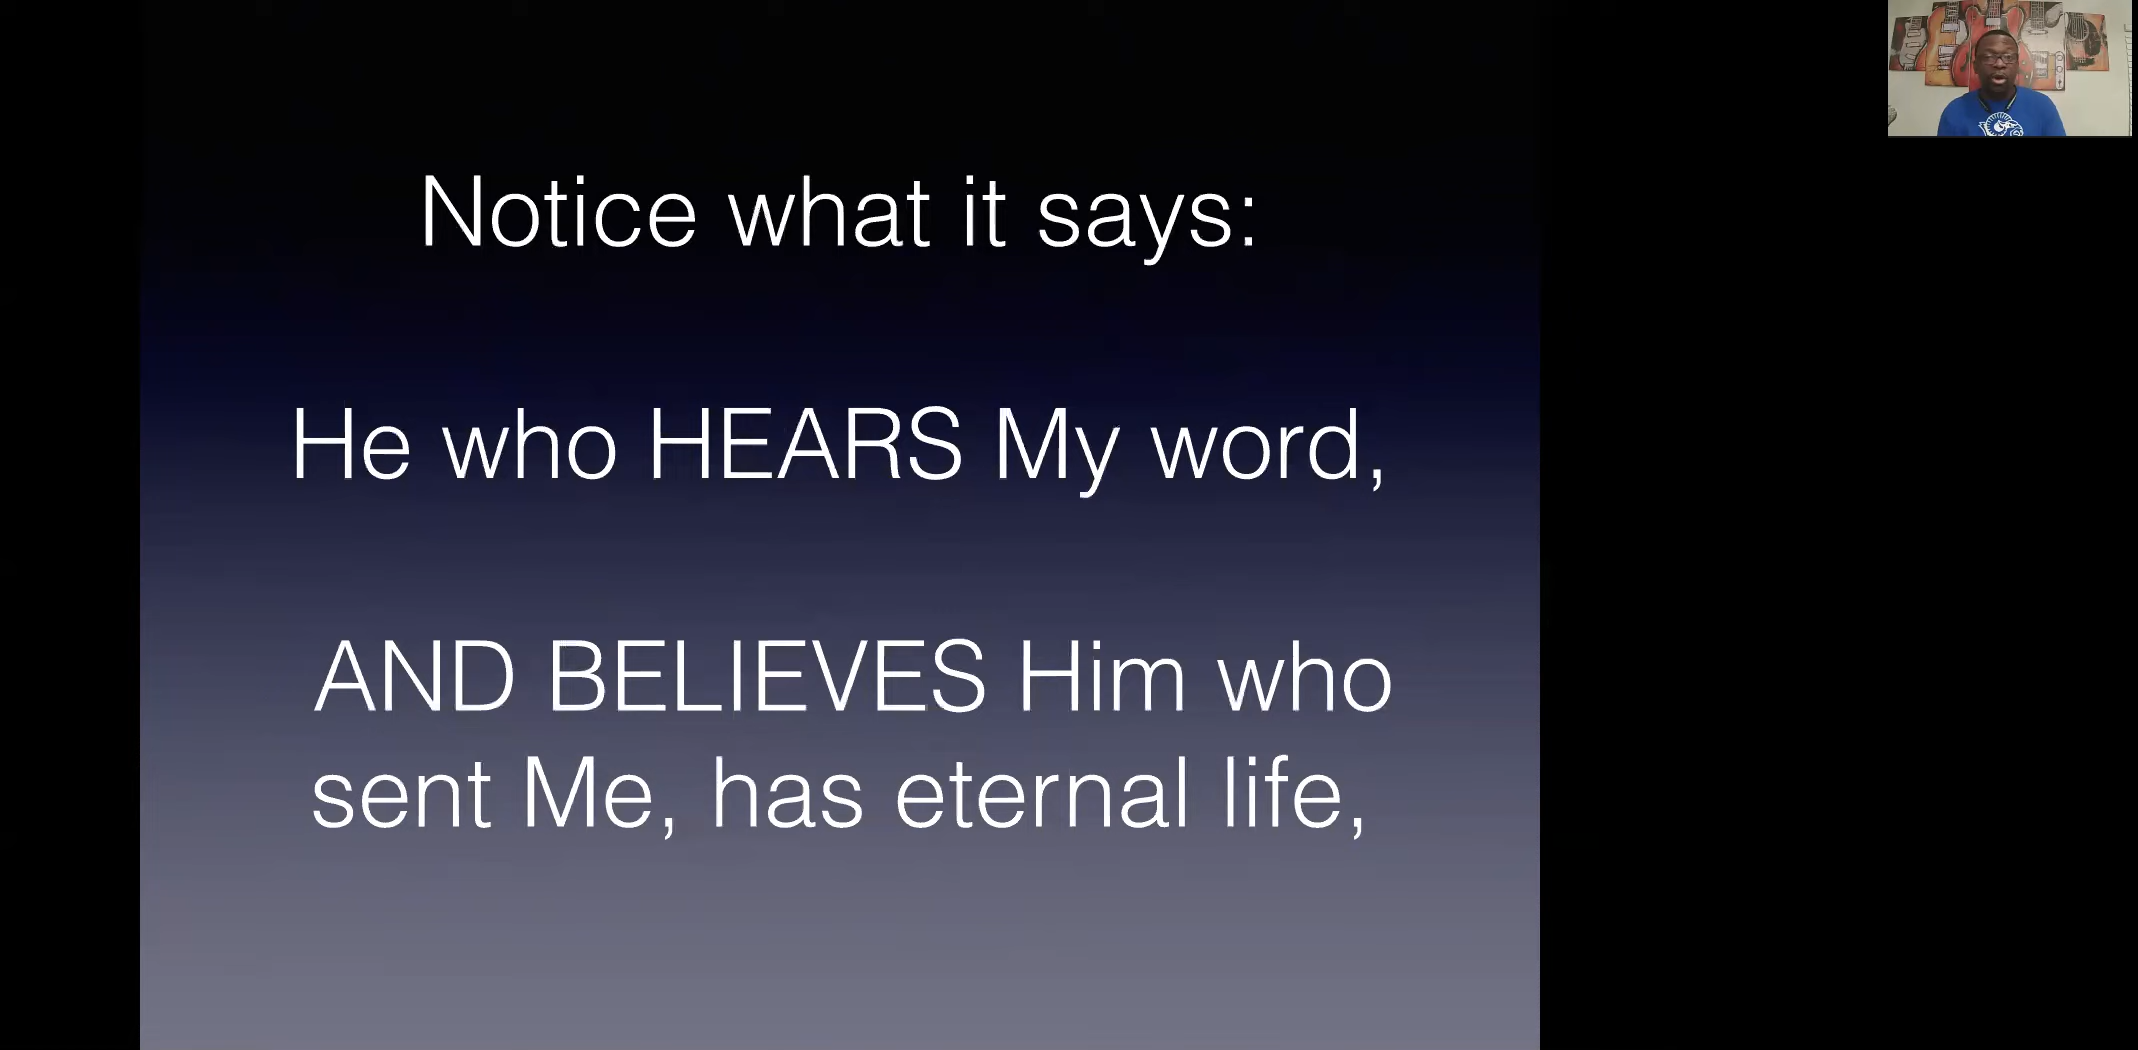 Notice what it says:
He who HEARS My word,
AND BELIEVES Him who
sent Me, has eternal life,